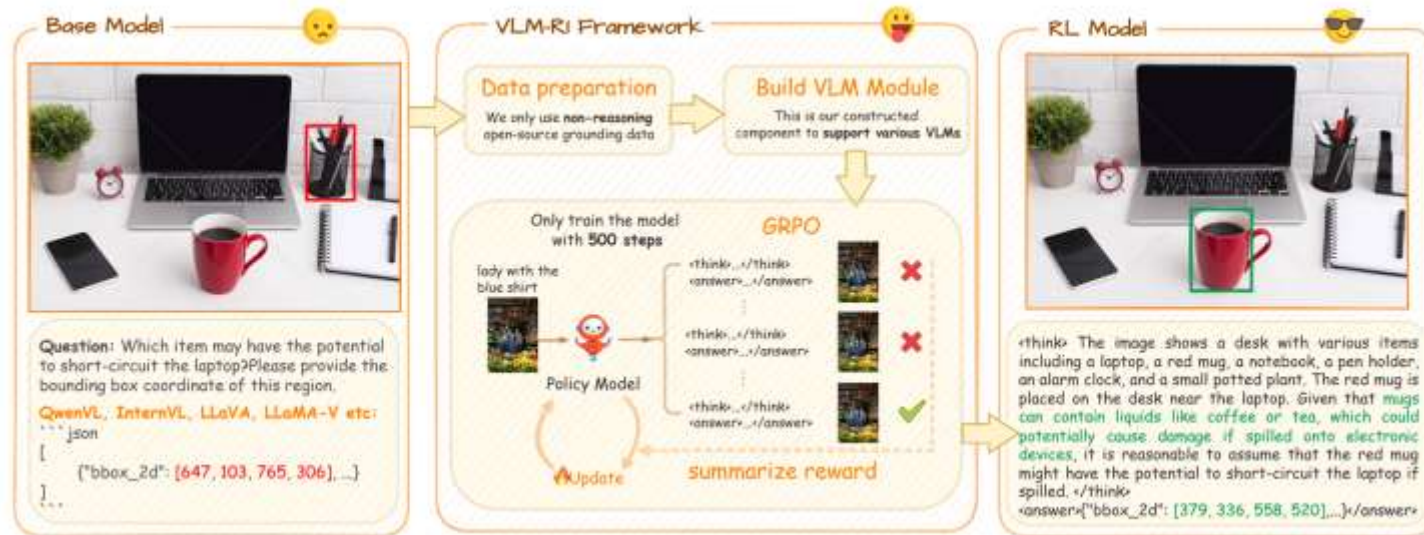 Base Model
Question: Which item may have the potential
to short-circuit the laptop?Please provide the
bounding box coordinate of this region.
QwenVL, InternVL, LLaVA, LLaMA-V etc:
```json
[
{"bbox_2d": [647, 103, 765, 306], ...}
]
```
VLM-R1 Framework
Data preparation
We only use non-reasoning
open-source grounding data
Build VLM Module
This is our constructed
component to support various VLMs
Only train the model
with 500 steps
GRPO
lady with the
blue shirt
Policy Model
Update
<think>...</think>
<answer>...</answer>
<think>...</think>
<answer>...</answer>
<think>...</think>
<answer>...</answer>
summarize reward
RL Model
<think> The image shows a desk with various items
including a laptop, a red mug, a notebook, a pen holder,
an alarm clock, and a small potted plant. The red mug is
placed on the desk near the laptop. Given that mugs
can contain liquids like coffee or tea, which could
potentially cause damage if spilled onto electronic
devices, it is reasonable to assume that the red mug
might have the potential to short-circuit the laptop if
spilled. </think>
<answer>{"bbox_2d": [379, 336, 558, 520],...}</answer>